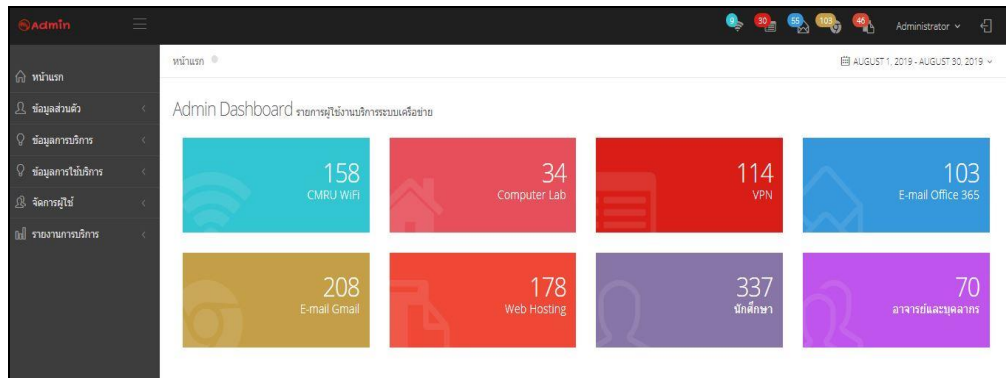 Admin
9 30 55 103 46 Administrator
หน้าแรก
ข้อมูลส่วนตัว
ข้อมูลการบริการ
ข้อมูลการใช้บริการ
จัดการผู้ใช้
รายงานการบริการ
หน้าแรก
AUGUST 1, 2019 - AUGUST 30, 2019
Admin Dashboard รายการผู้ใช้งานบริการระบบเครือข่าย
158
CMRU WiFi
34
Computer Lab
114
VPN
103
E-mail Office 365
208
E-mail Gmail
178
Web Hosting
337
นักศึกษา
70
อาจารย์และบุคลากร